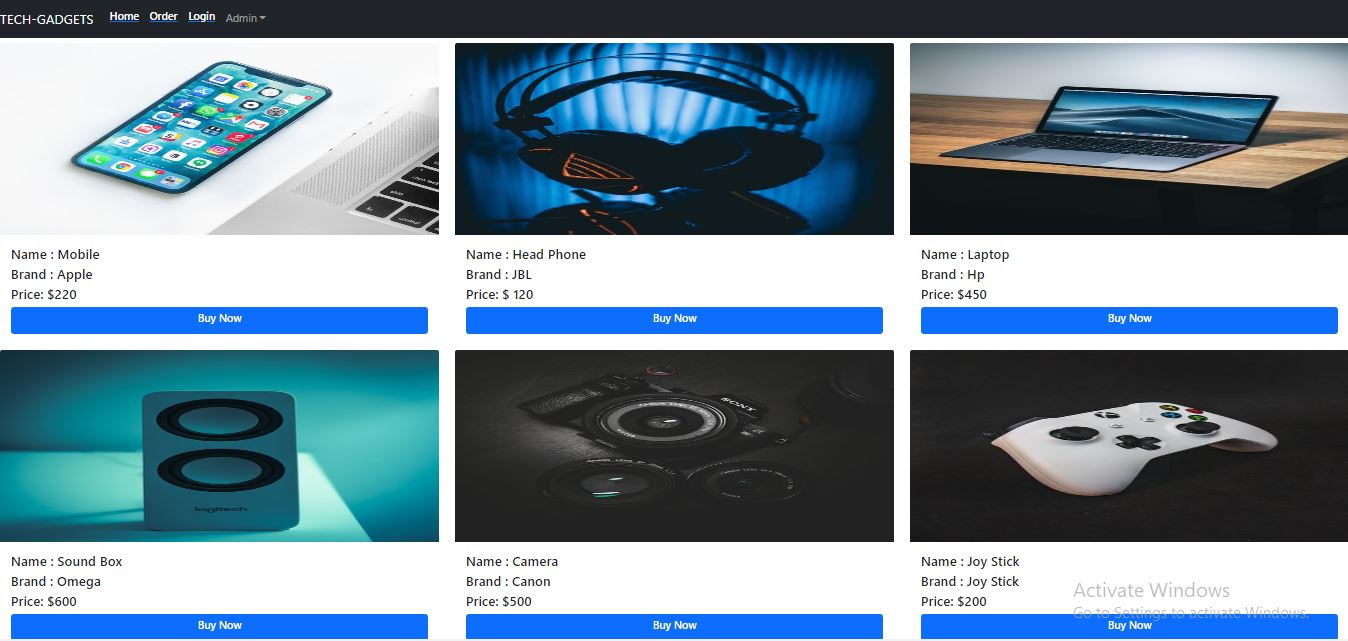 TECH-GADGETS Home Order Login Admin
Name : Mobile
Brand : Apple
Price: $220
Buy Now
Name : Head Phone
Brand : JBL
Price: $ 120
Buy Now
Name : Laptop
Brand : Hp
Price: $450
Buy Now
logitech
Name : Sound Box
Brand : Omega
Price: $600
Buy Now
SONY
Name : Camera
Brand : Canon
Price: $500
Buy Now
Name : Joy Stick
Brand : Joy Stick
Price: $200
Buy Now
Activate Windows
Go to Settings to activate Windows.